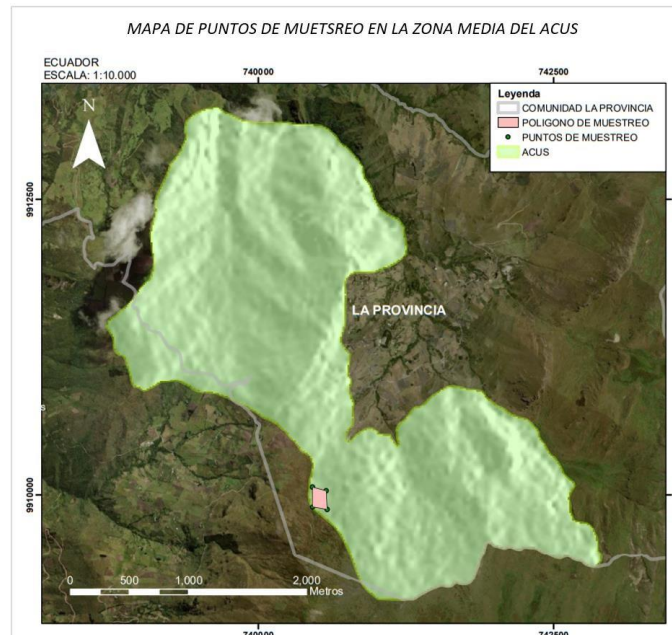 MAPA DE PUNTOS DE MUETSREO EN LA ZONA MEDIA DEL ACUS
ECUADOR
ESCALA: 1:10.000
740000
742500
N
Leyenda
COMUNIDAD LA PROVINCIA
POLIGONO DE MUESTREO
PUNTOS DE MUESTREO
ACUS
9912500
LA PROVINCIA
9910000
0 500 1,000 2,000
Metros
740000
742500